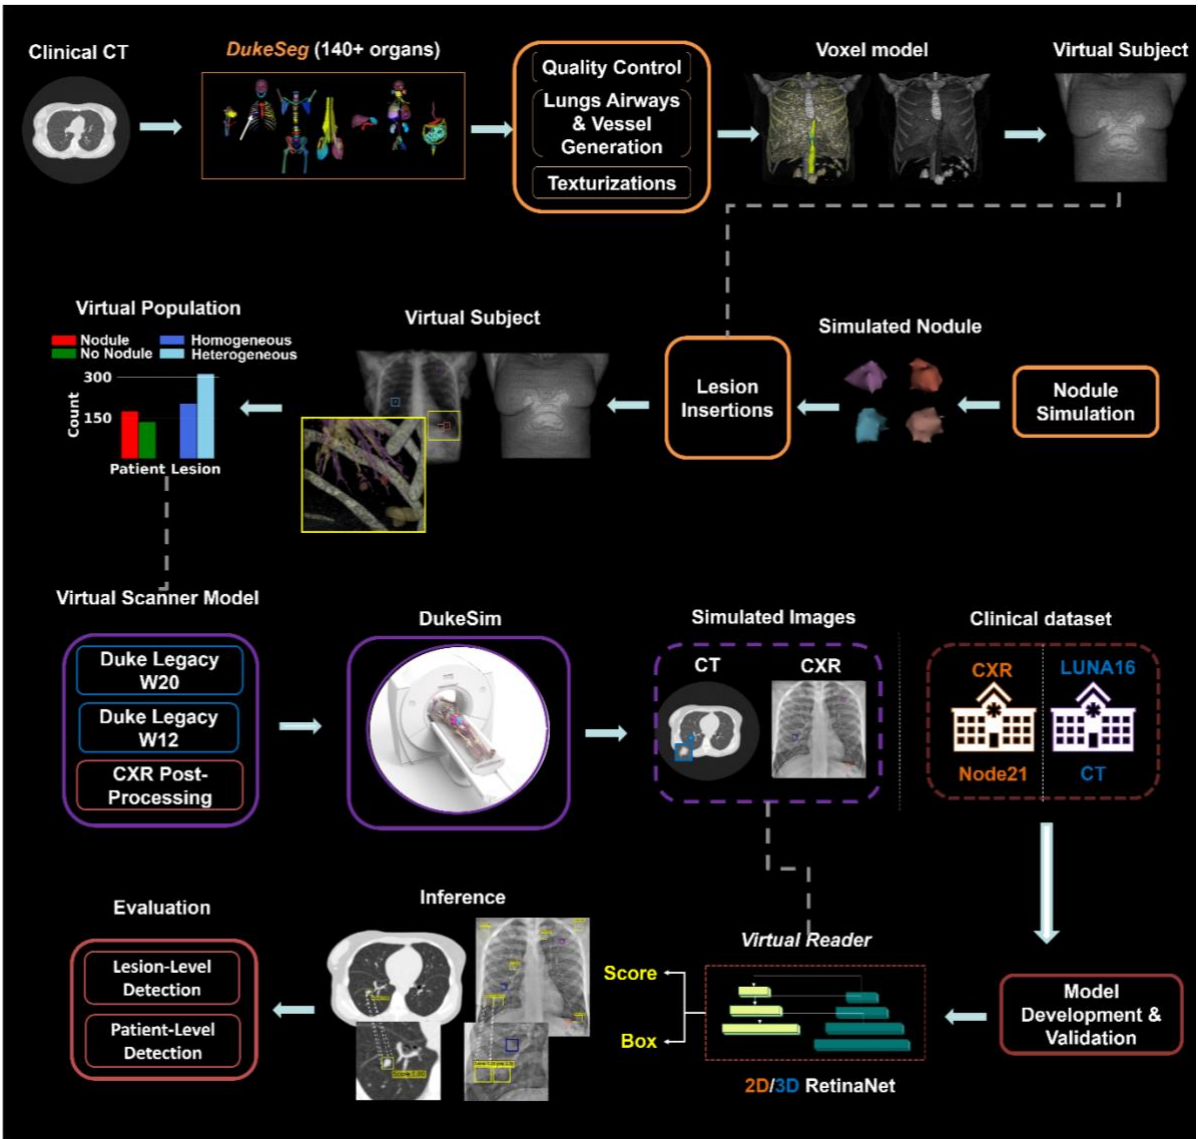 Clinical CT
DukeSeg (140+ organs)
Quality Control
Lungs Airways
& Vessel
Generation
Texturizations
Voxel model
Virtual Subject
Virtual Population
Nodule
No Nodule
Homogeneous
Heterogeneous
300
150
Count
Patient
Lesion
Virtual Subject
Lesion
Insertions
Simulated Nodule
Nodule
Simulation
Virtual Scanner Model
Duke Legacy
W20
Duke Legacy
W12
CXR Post-
Processing
DukeSim
Simulated Images
CT
CXR
Clinical dataset
CXR
Node21
LUNA16
CT
Evaluation
Lesion-Level
Detection
Patient-Level
Detection
Inference
Score
Box
Virtual Reader
2D/3D RetinaNet
Model
Development &
Validation